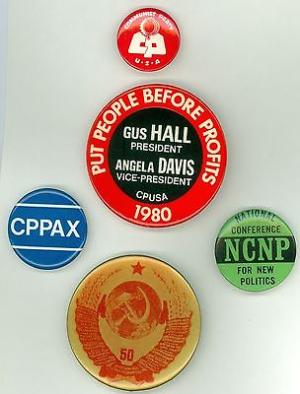 COMMUNIST PARTY
U·S·A
PUT PEOPLE BEFORE PROFITS
GUS HALL
PRESIDENT
ANGELA DAVIS
VICE-PRESIDENT
CPUSA
1980
CPPAX
NATIONAL
CONFERENCE
NCNP
FOR NEW
POLITICS
50